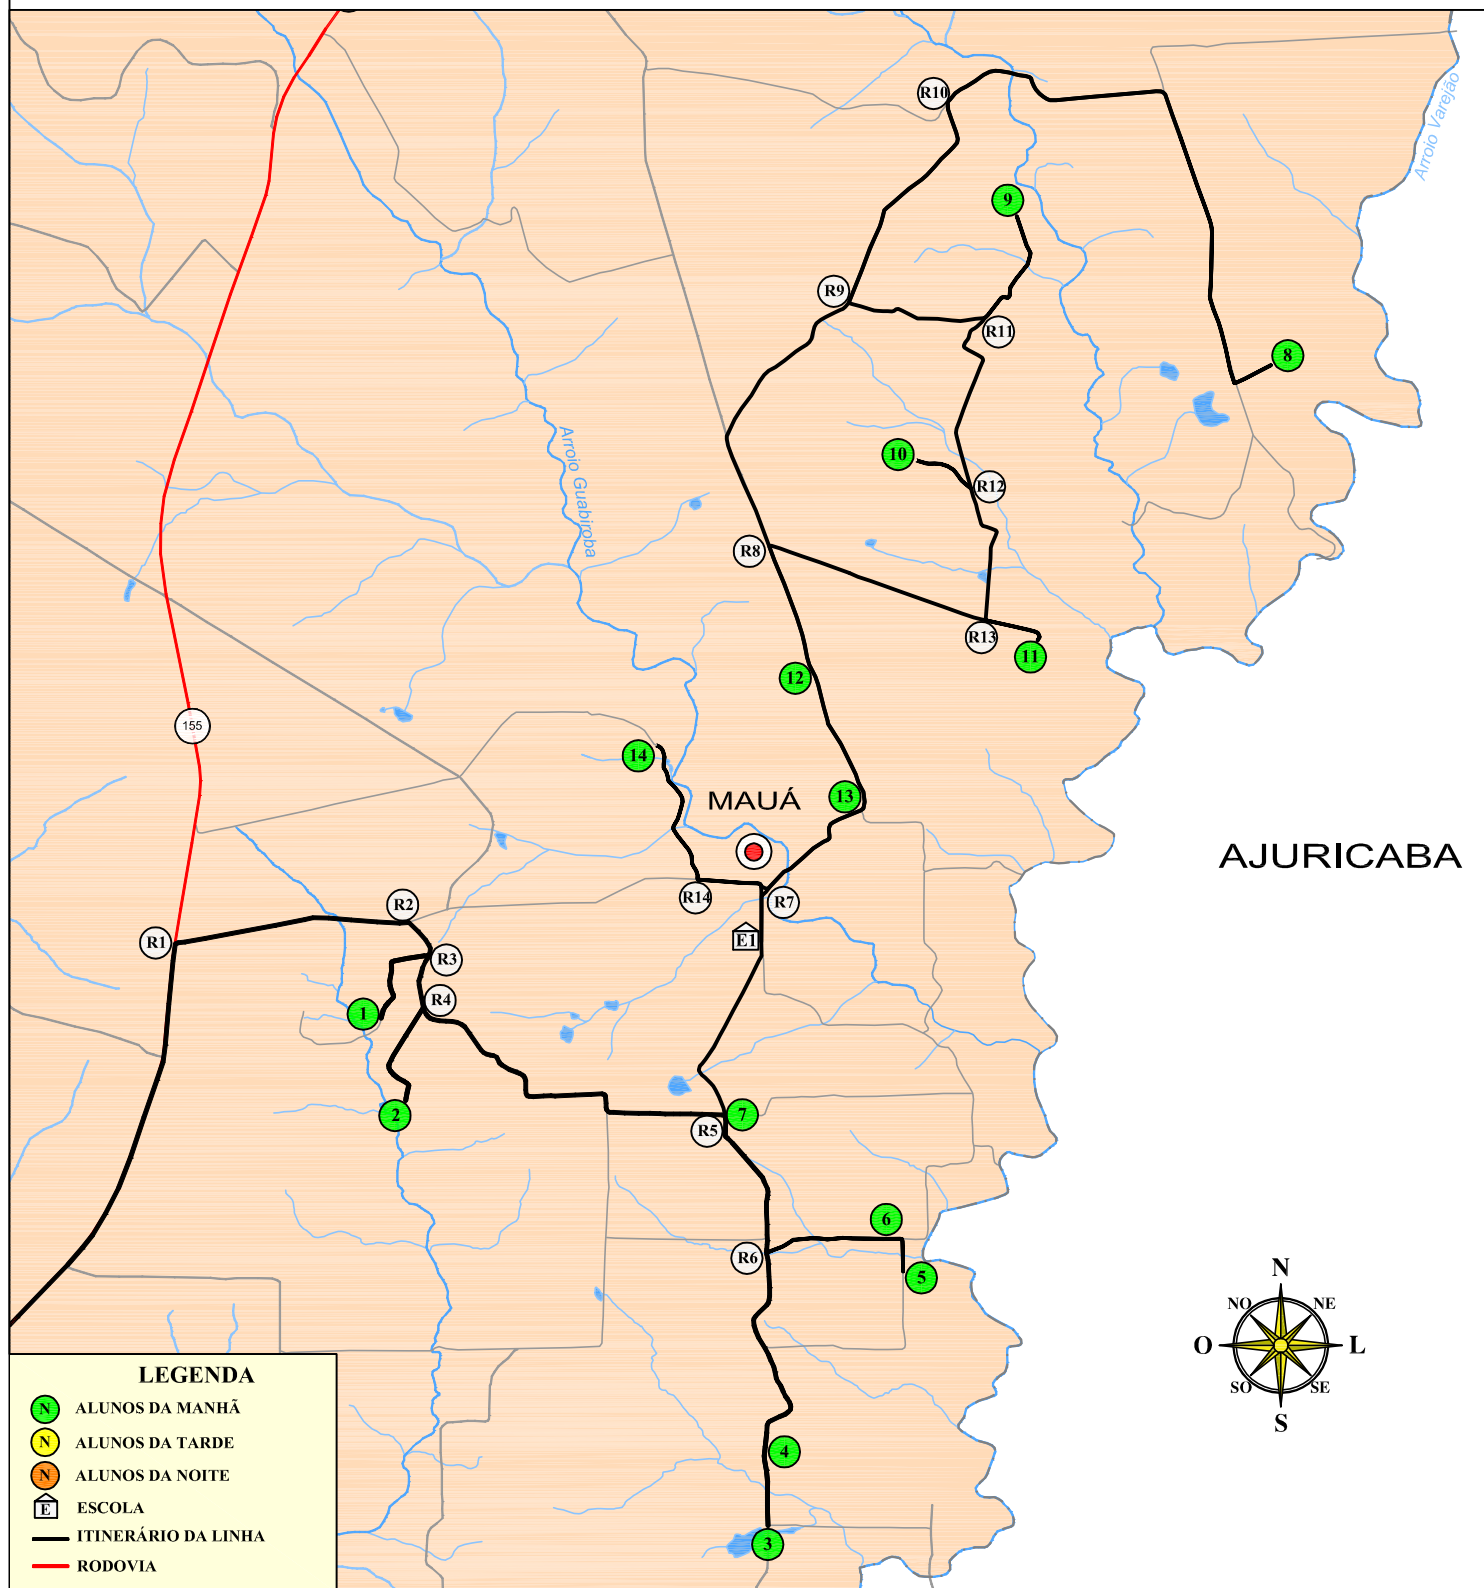 R10
Arroio Varejão
9
R9
R11
8
10
R12
Arroio Guabiroba
R8
R13
11
12
155
14
MAUÁ
13
AJURICABA
R14
R7
R2
R1
E1
R3
R4
1
2
7
R5
6
R6
5
4
3
N
NO
NE
O
L
SO
SE
S
LEGENDA
N ALUNOS DA MANHÃ
N ALUNOS DA TARDE
N ALUNOS DA NOITE
E ESCOLA
ITINERÁRIO DA LINHA
RODOVIA